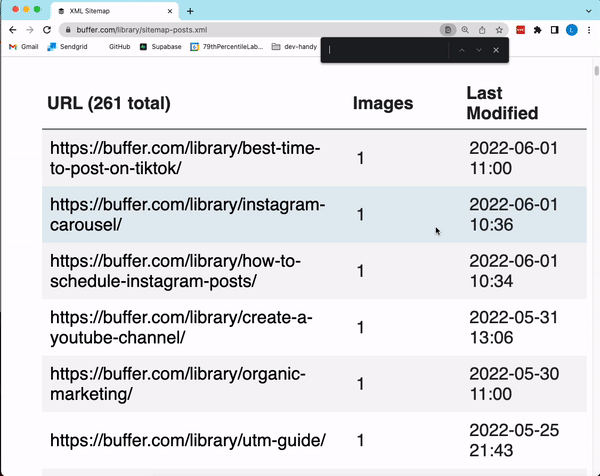 XML Sitemap
buffer.com/library/sitemap-posts.xml
Gmail Sendgrid GitHub Supabase 79thPercentileLab... dev-handy
URL (261 total) Images Last
Modified
https://buffer.com/library/best-time-
to-post-on-tiktok/
1
2022-06-01
11:00
https://buffer.com/library/instagram-
carousel/
1
2022-06-01
10:36
https://buffer.com/library/how-to-
schedule-instagram-posts/
1
2022-06-01
10:34
https://buffer.com/library/create-a-
youtube-channel/
1
2022-05-31
13:06
https://buffer.com/library/organic-
marketing/
1
2022-05-30
11:00
https://buffer.com/library/utm-guide/
1
2022-05-25
21:43